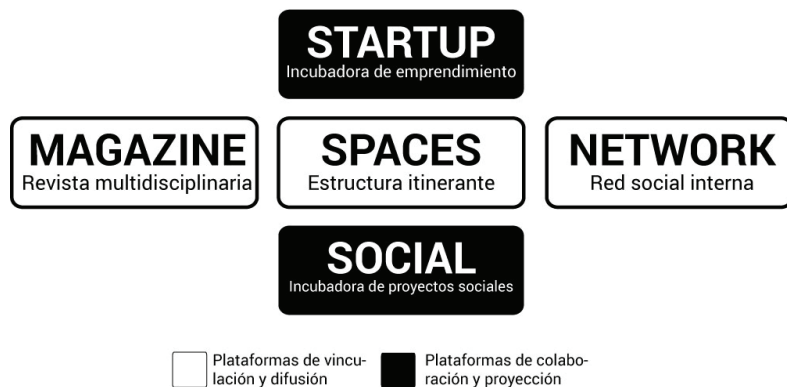 STARTUP
Incubadora de emprendimiento
MAGAZINE
Revista multidisciplinaria
SPACES
Estructura itinerante
NETWORK
Red social interna
SOCIAL
Incubadora de proyectos sociales
Plataformas de vincu-
lación y difusión
Plataformas de colabo-
ración y proyección